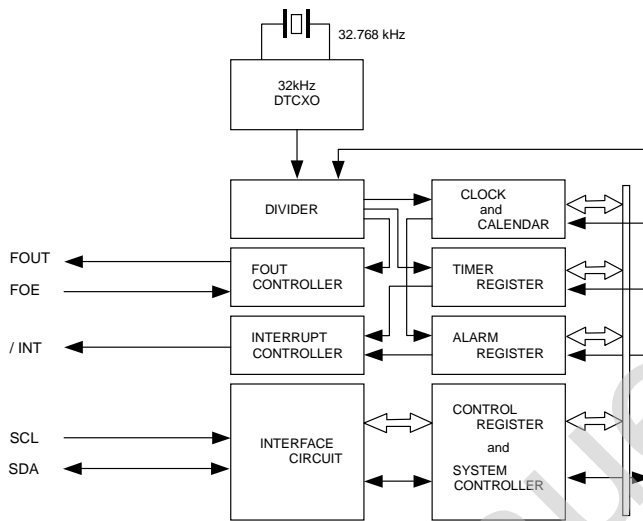 32.768 kHz
32kHz
DTCXO
DIVIDER
CLOCK
and
CALENDAR
FOUT
FOE
FOUT
CONTROLLER
TIMER
REGISTER
/ INT
INTERRUPT
CONTROLLER
ALARM
REGISTER
SCL
SDA
INTERFACE
CIRCUIT
CONTROL
REGISTER
and
SYSTEM
CONTROLLER